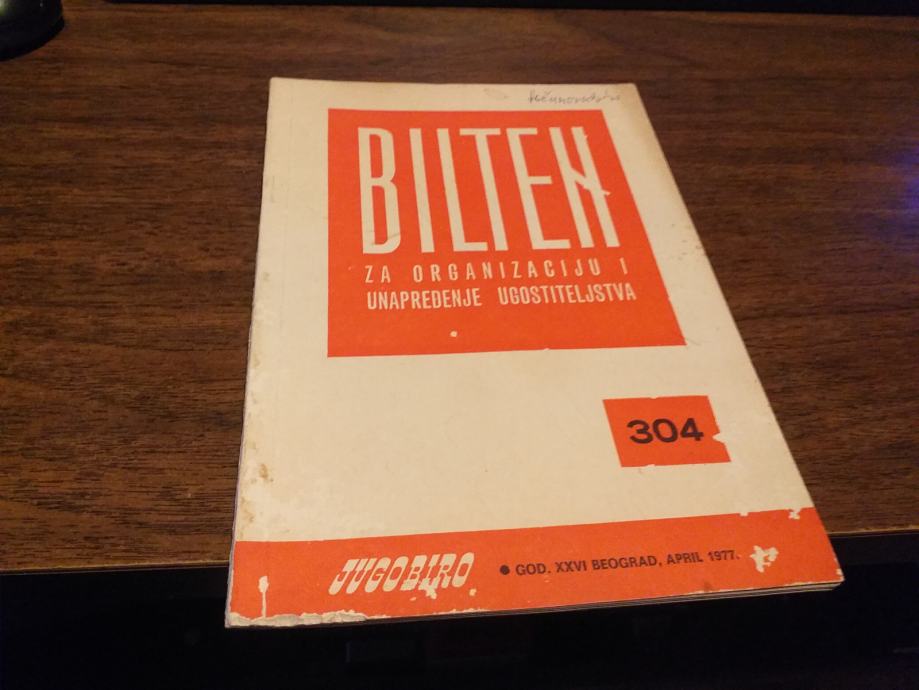 BILTEN
ZA ORGANIZACIJU I
UNAPREĐENJE UGOSTITELJSTVA
304
JUGOBIRO
● GOD. XXVI BEOGRAD, APRIL 1977.